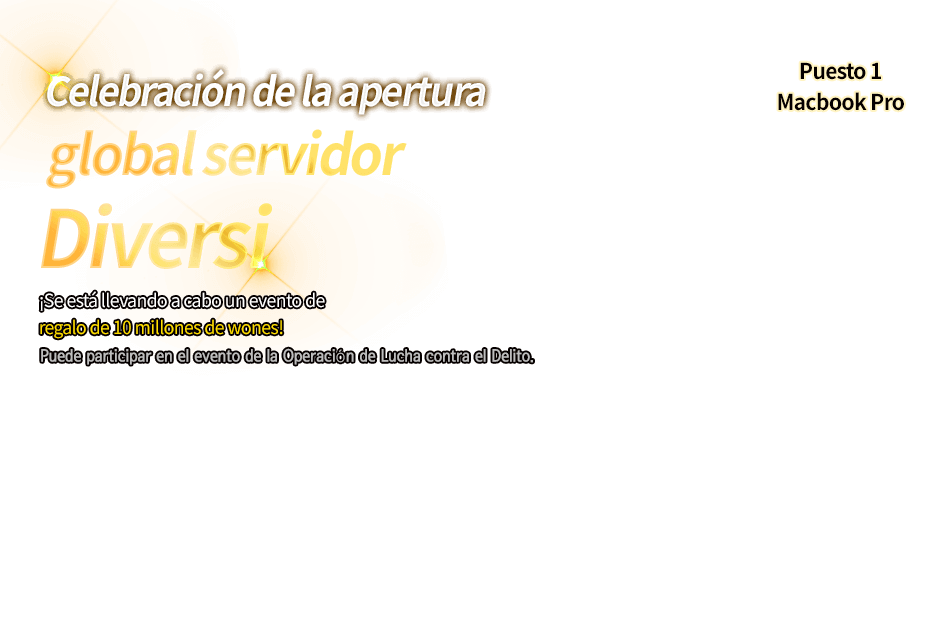 Celebración de la apertura
global servidor
Diversi
¡Se está llevando a cabo un evento de
regalo de 10 millones de wones!
Puede participar en el evento de la Operación de Lucha contra el Delito.
Puesto 1
Macbook Pro